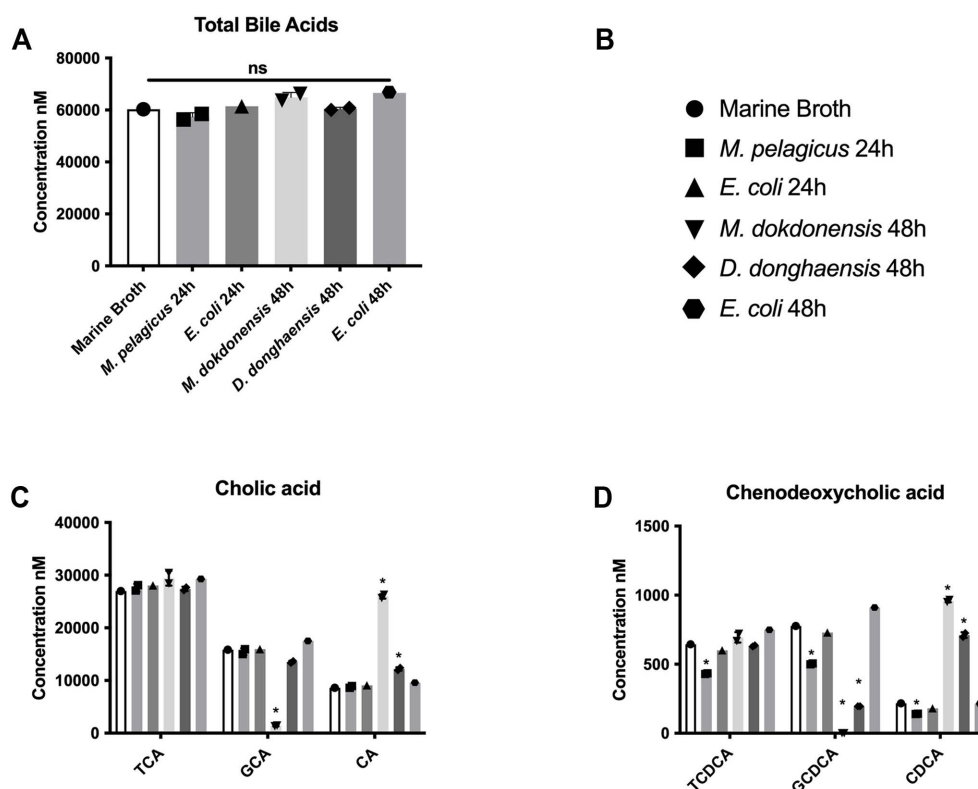 A
Total Bile Acids
ns
Concentration nM
80000
60000
40000
20000
0
Marine Broth
M. pelagicus 24h
E. coli 24h
M. dokdonensis 48h
D. donghaensis 48h
E. coli 48h
B
Marine Broth
M. pelagicus 24h
E. coli 24h
M. dokdonensis 48h
D. donghaensis 48h
E. coli 48h
C
Cholic acid
Concentration nM
40000
30000
20000
10000
0
*
*
*
TCA
GCA
CA
D
Chenodeoxycholic acid
Concentration nM
1500
1000
500
0
*
*
*
*
*
*
*
TCDCA
GCDCA
CDCA